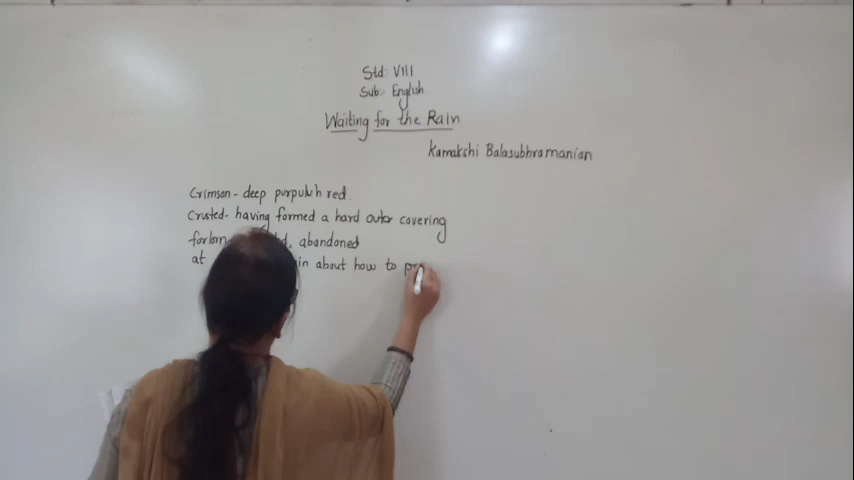 Std: VIII
Sub:- English
Waiting for the Rain
Kamakshi Balasubhramanian
Crimson - deep purpulish red.
Crusted- having formed a hard outer covering
forlorn abandoned
at in about how to